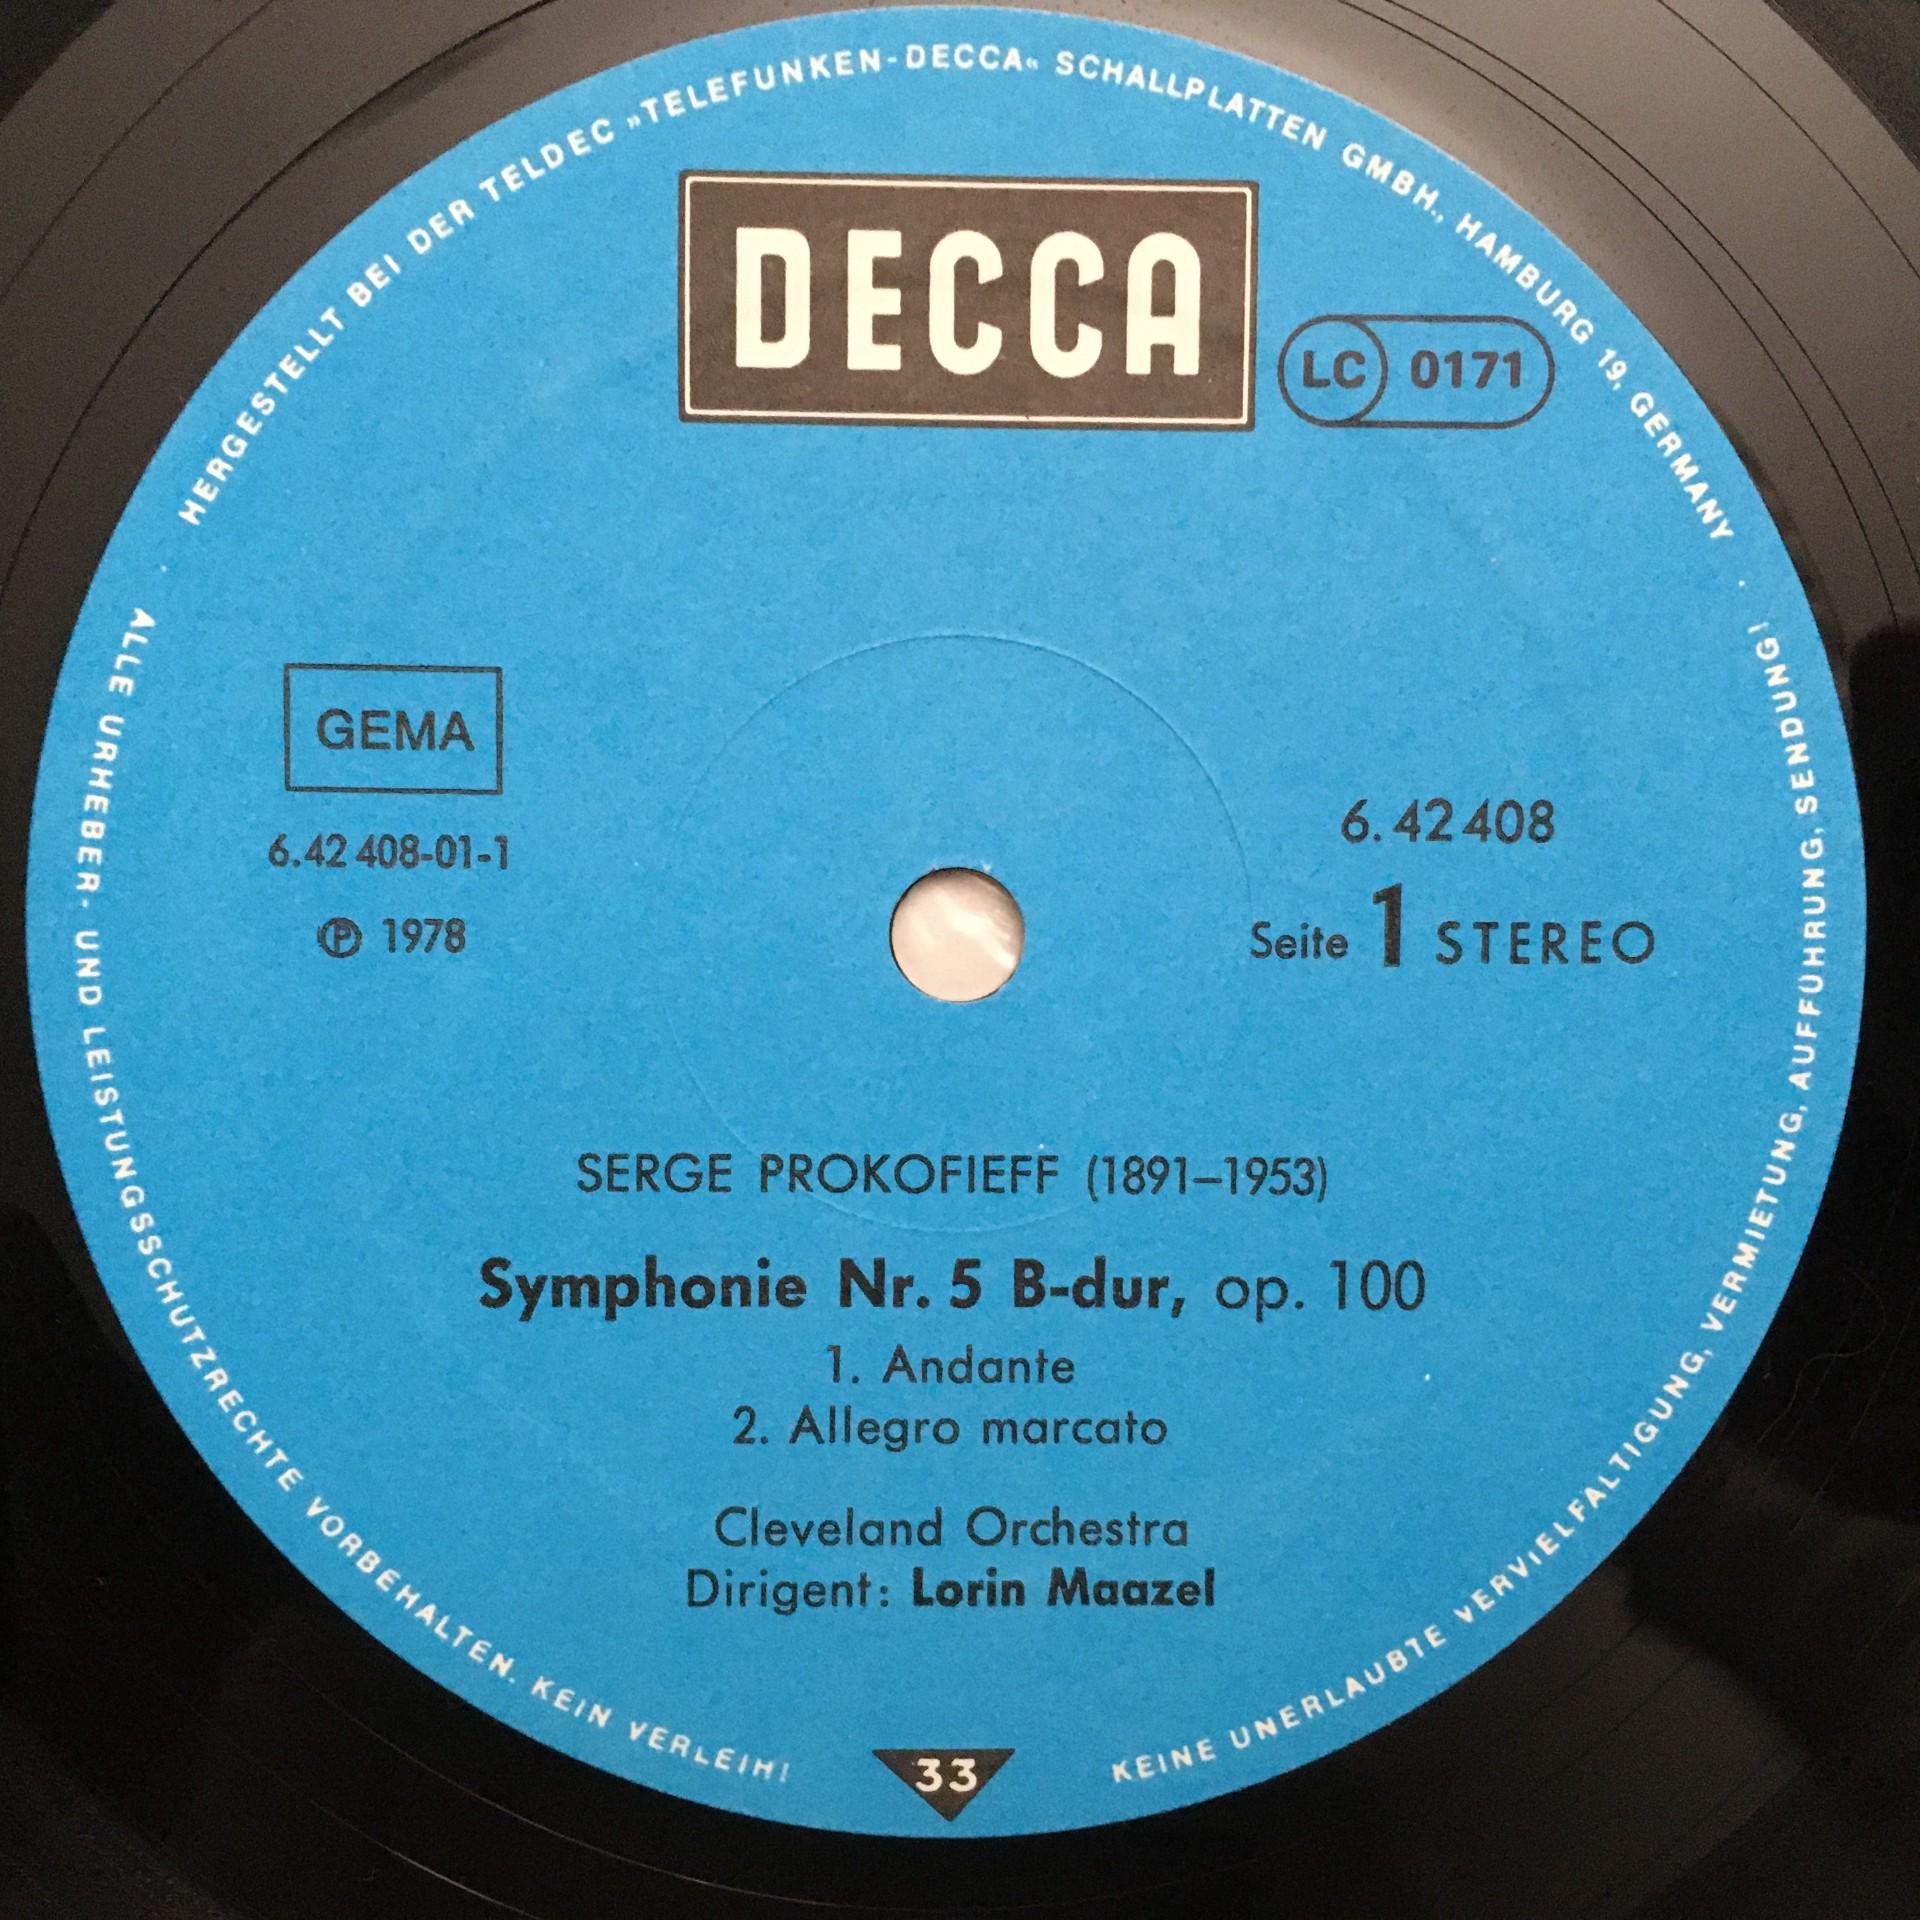 HERGESTELLT BEI DER TELDEC »TELEFUNKEN-DECCA« SCHALLPLATTEN GMBH., HAMBURG 19, GERMANY
DECCA
LC 0171
GEMA
6.42 408-01-1
℗ 1978
6.42 408
Seite 1 STEREO
SERGE PROKOFIEFF (1891–1953)
Symphonie Nr. 5 B-dur, op. 100
1. Andante
2. Allegro marcato
Cleveland Orchestra
Dirigent: Lorin Maazel
33
ALLE URHEBER- UND LEISTUNGSSCHUTZRECHTE VORBEHALTEN. KEIN VERLEIH!
KEINE UNERLAUBTE VERVIELFÄLTIGUNG, VERMIETUNG, AUFFÜHRUNG, SENDUNG!